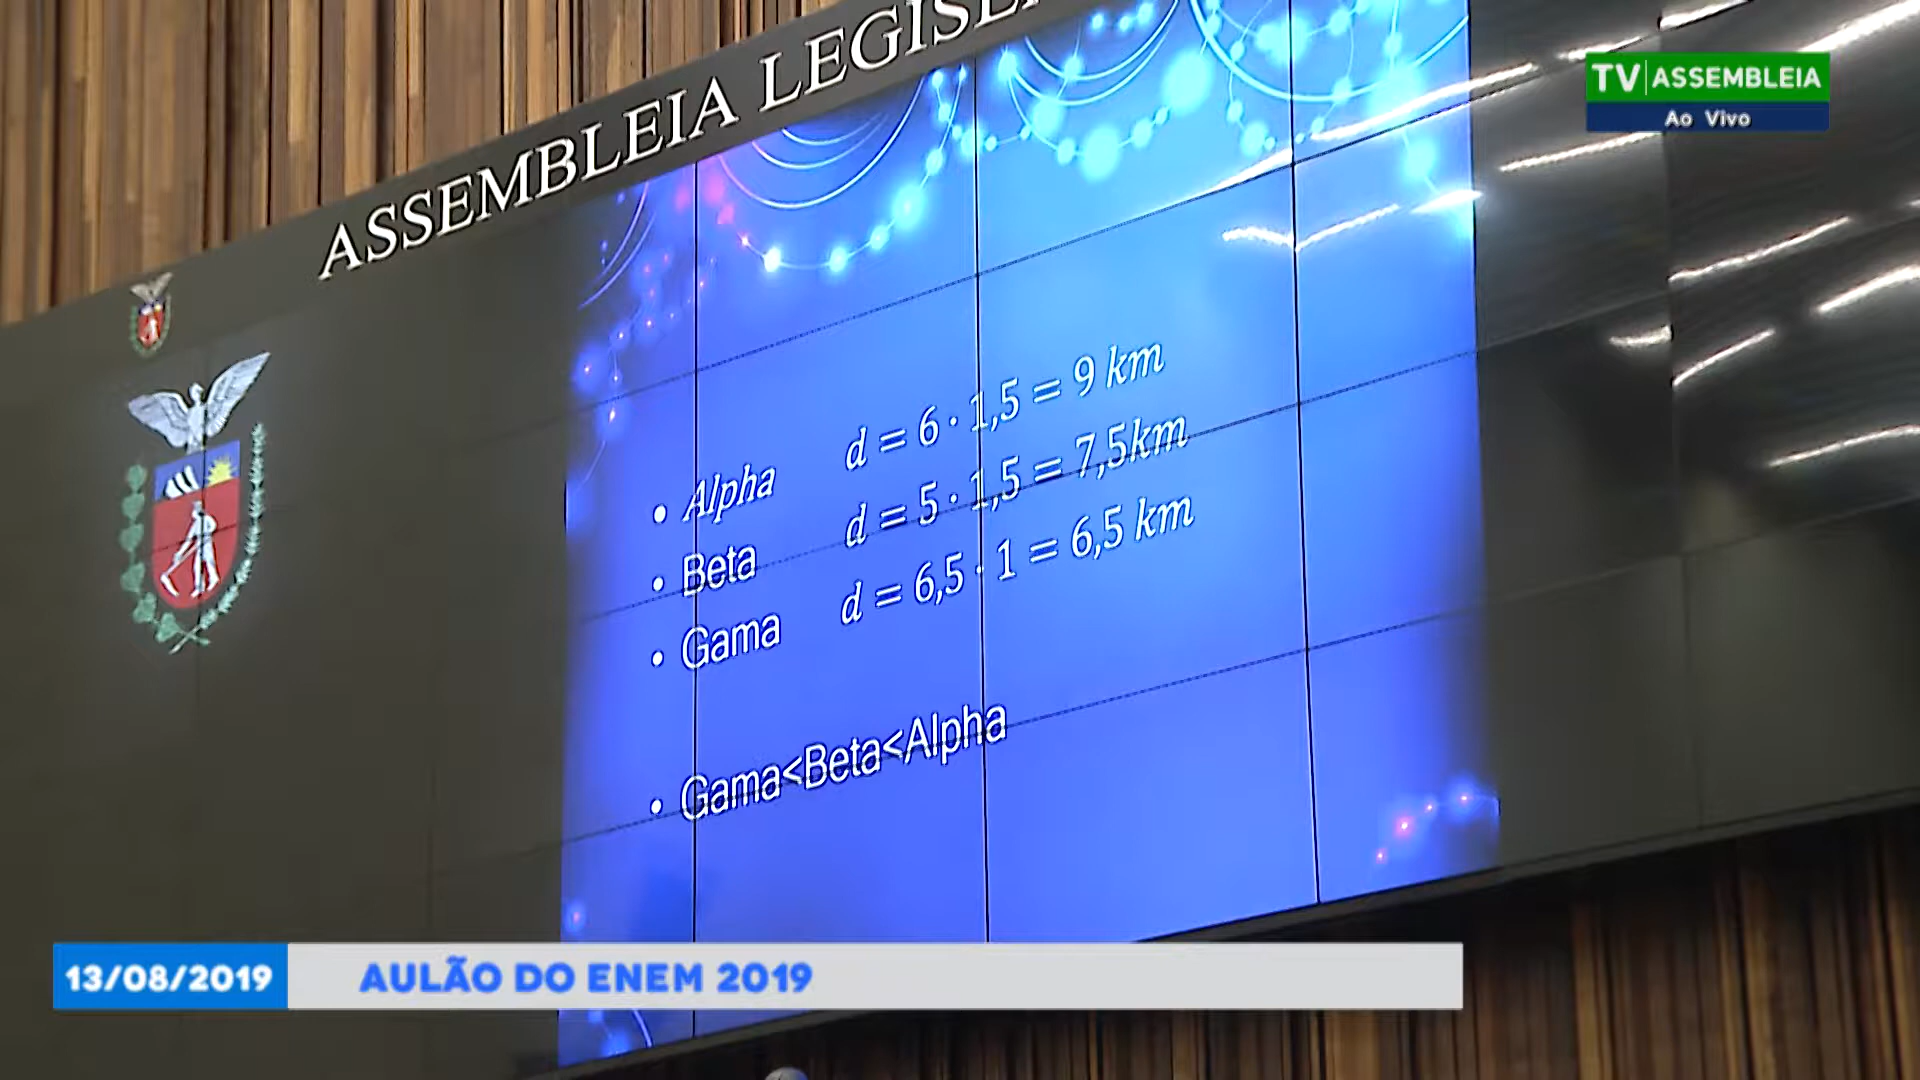 ASSEMBLEIA
TV ASSEMBLEIA
Ao Vivo
• Alpha d = 6 · 1,5 = 9 km
• Beta d = 5 · 1,5 = 7,5km
• Gama d = 6,5 · 1 = 6,5 km
• Gama<Beta<Alpha
13/08/2019 AULÃO DO ENEM 2019